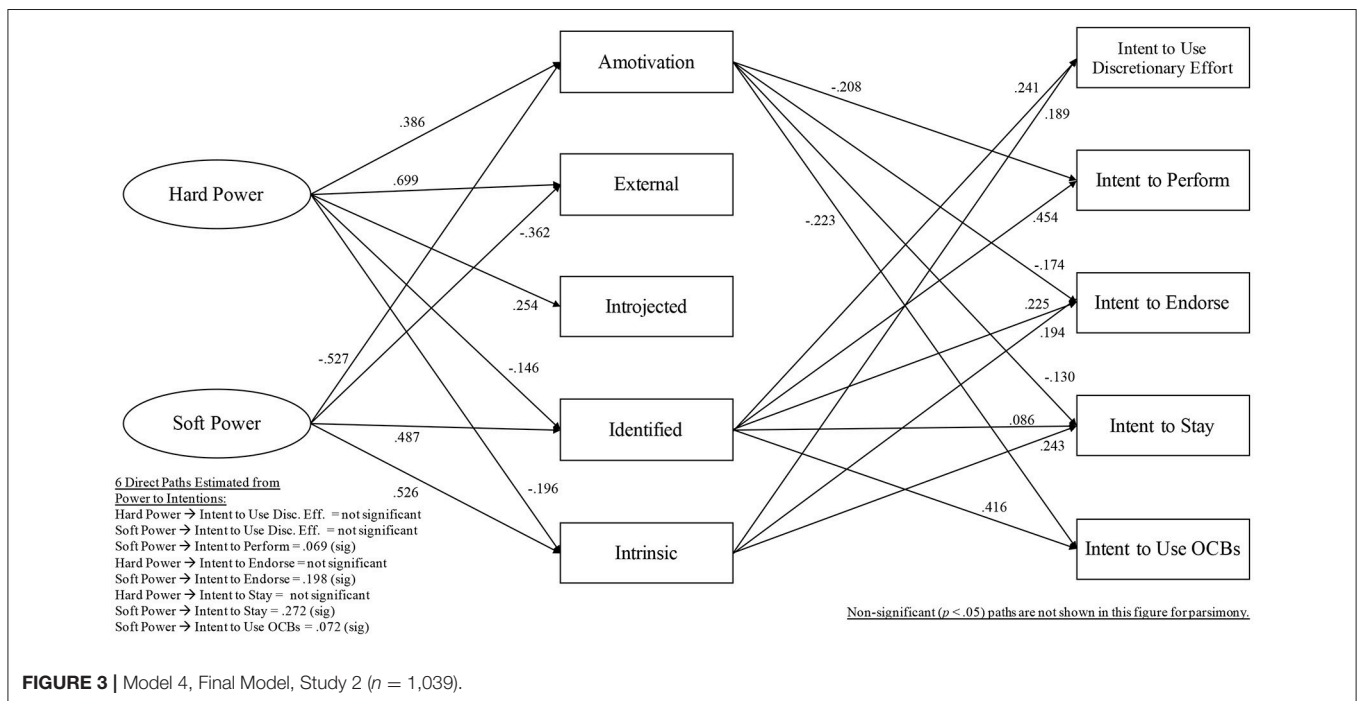 Amotivation
Intent to Use
Discretionary Effort
.241
-.208
.189
.386
External
Intent to Perform
Hard Power
.699
.454
-.223
-.362
-.174
Introjected
Intent to Endorse
.254
.225
.194
-.527
-.146
-.130
Soft Power
Identified
.086
Intent to Stay
.487
.243
6 Direct Paths Estimated from
Power to Intentions:
.526
-.196
Hard Power → Intent to Use Disc. Eff. = not significant
.416
Soft Power → Intent to Use Disc. Eff. = not significant
Soft Power → Intent to Perform = .069 (sig)
Intrinsic
Intent to Use OCBs
Hard Power → Intent to Endorse = not significant
Soft Power → Intent to Endorse = .198 (sig)
Hard Power → Intent to Stay = not significant
Soft Power → Intent to Stay = .272 (sig)
Soft Power → Intent to Use OCBs = .072 (sig)
Non-significant (p < .05) paths are not shown in this figure for parsimony.
FIGURE 3 | Model 4, Final Model, Study 2 (n = 1,039).